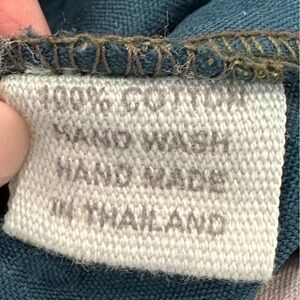 100% COTTON
HAND WASH
HAND MADE
IN THAILAND